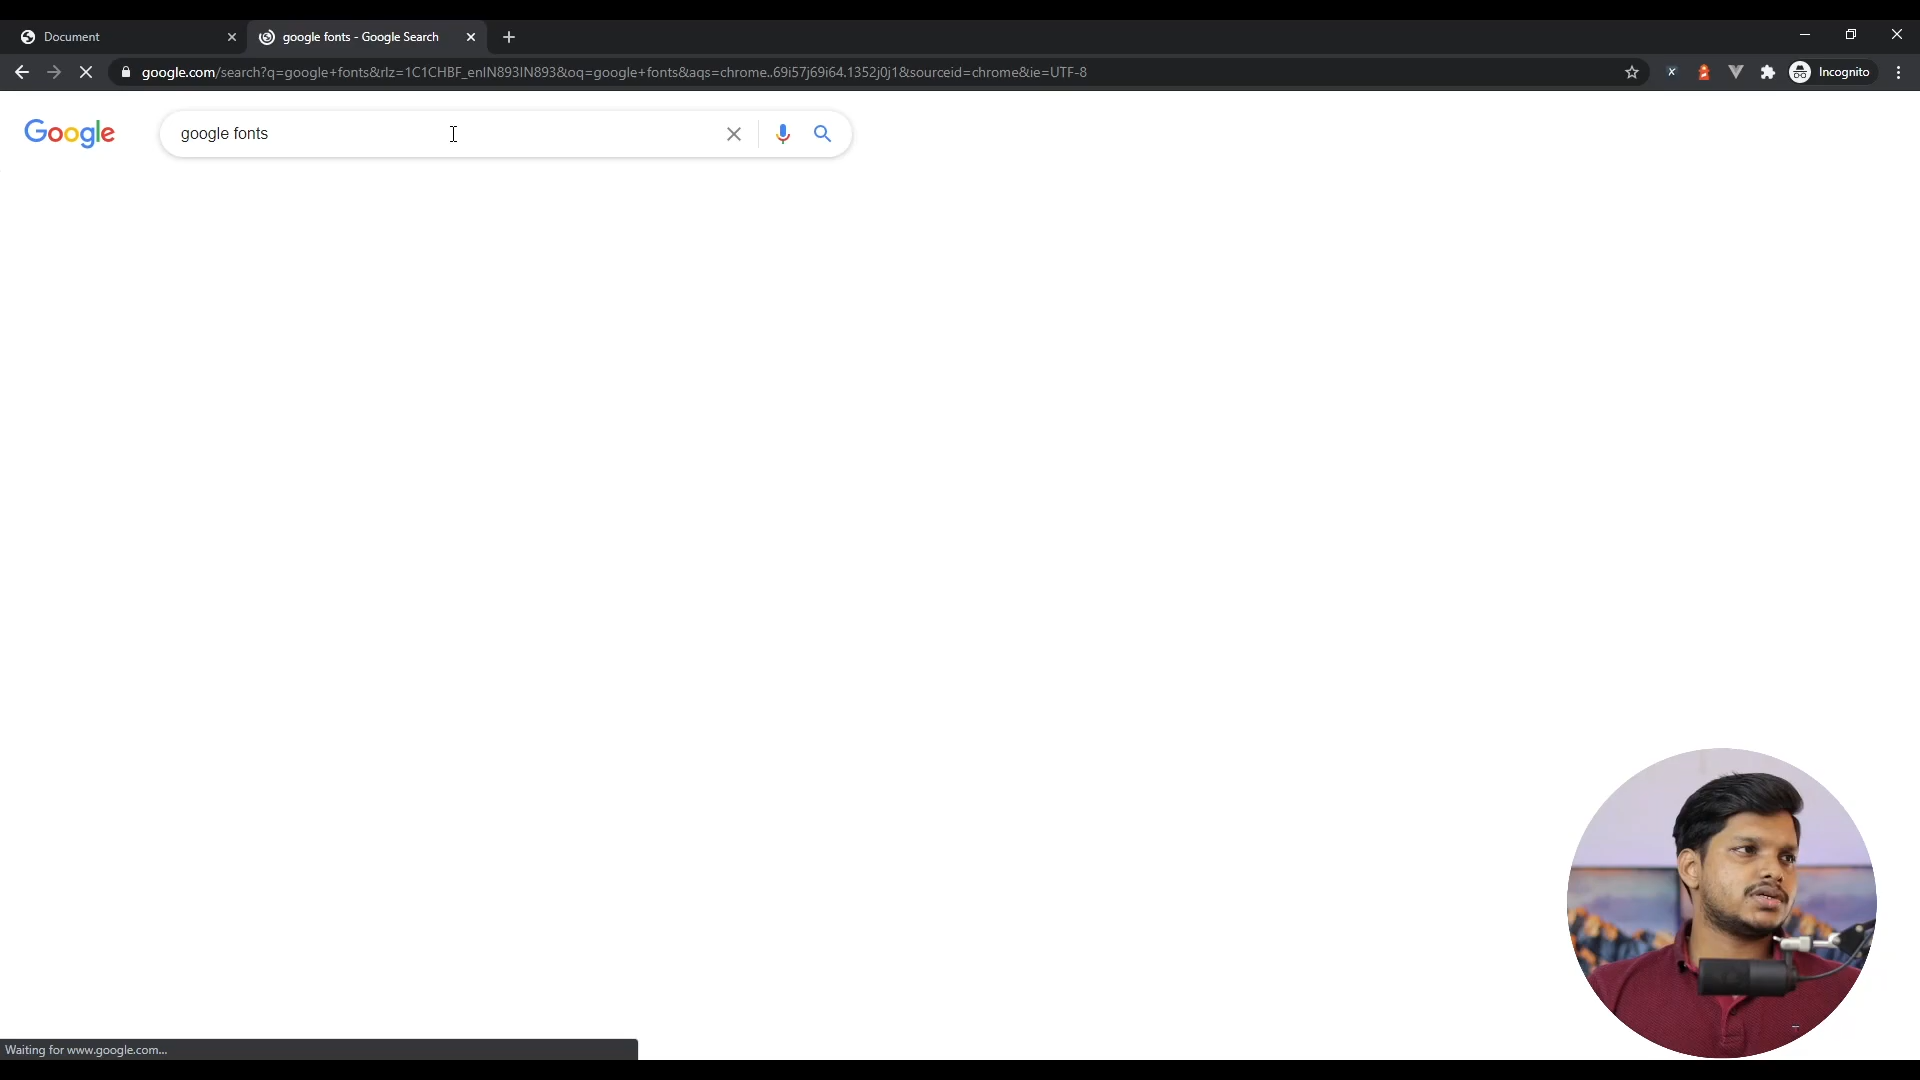 Document
google fonts - Google Search
google.com/search?q=google+fonts&rlz=1C1CHBF_enIN893IN893&oq=google+fonts&aqs=chrome..69i57j69i64.1352j0j1&sourceid=chrome&ie=UTF-8
Incognito
Google
google fonts
Waiting for www.google.com...